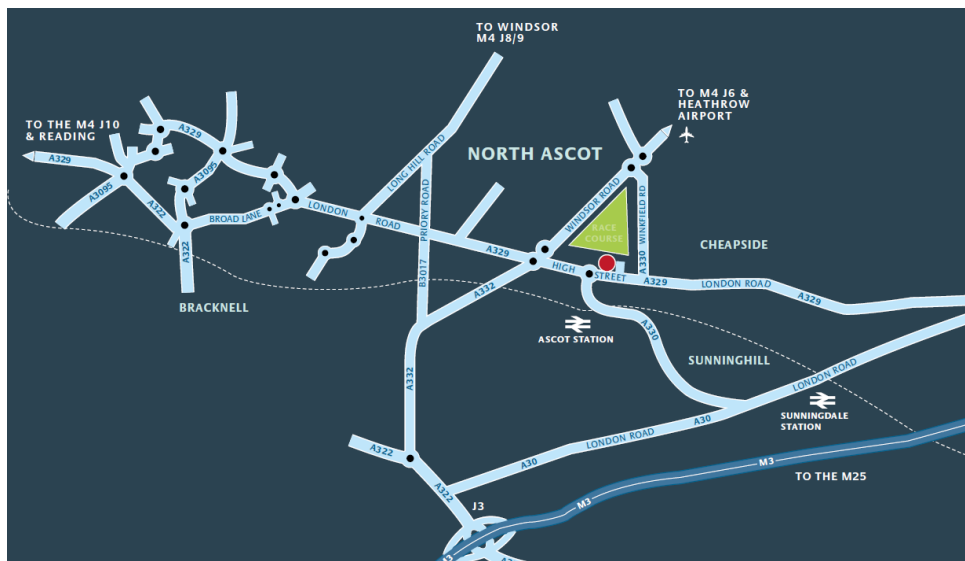 TO WINDSOR
M4 J8/9
TO M4 J6 &
HEATHROW
AIRPORT
TO THE M4 J10
& READING
A329
A329
A3095
A3095
A322
A322
BROAD LANE
LONDON
ROAD
LONG HILL ROAD
PRIORY ROAD
B3017
NORTH ASCOT
WINDSOR ROAD
RACE
COURSE
WINKFIELD RD
A330
CHEAPSIDE
A329
HIGH
STREET
A329
LONDON ROAD
A329
BRACKNELL
A332
ASCOT STATION
A330
SUNNINGHILL
A332
LONDON ROAD
SUNNINGDALE
STATION
A30
LONDON ROAD
A30
A322
A322
J3
M3
TO THE M25
M3
M3